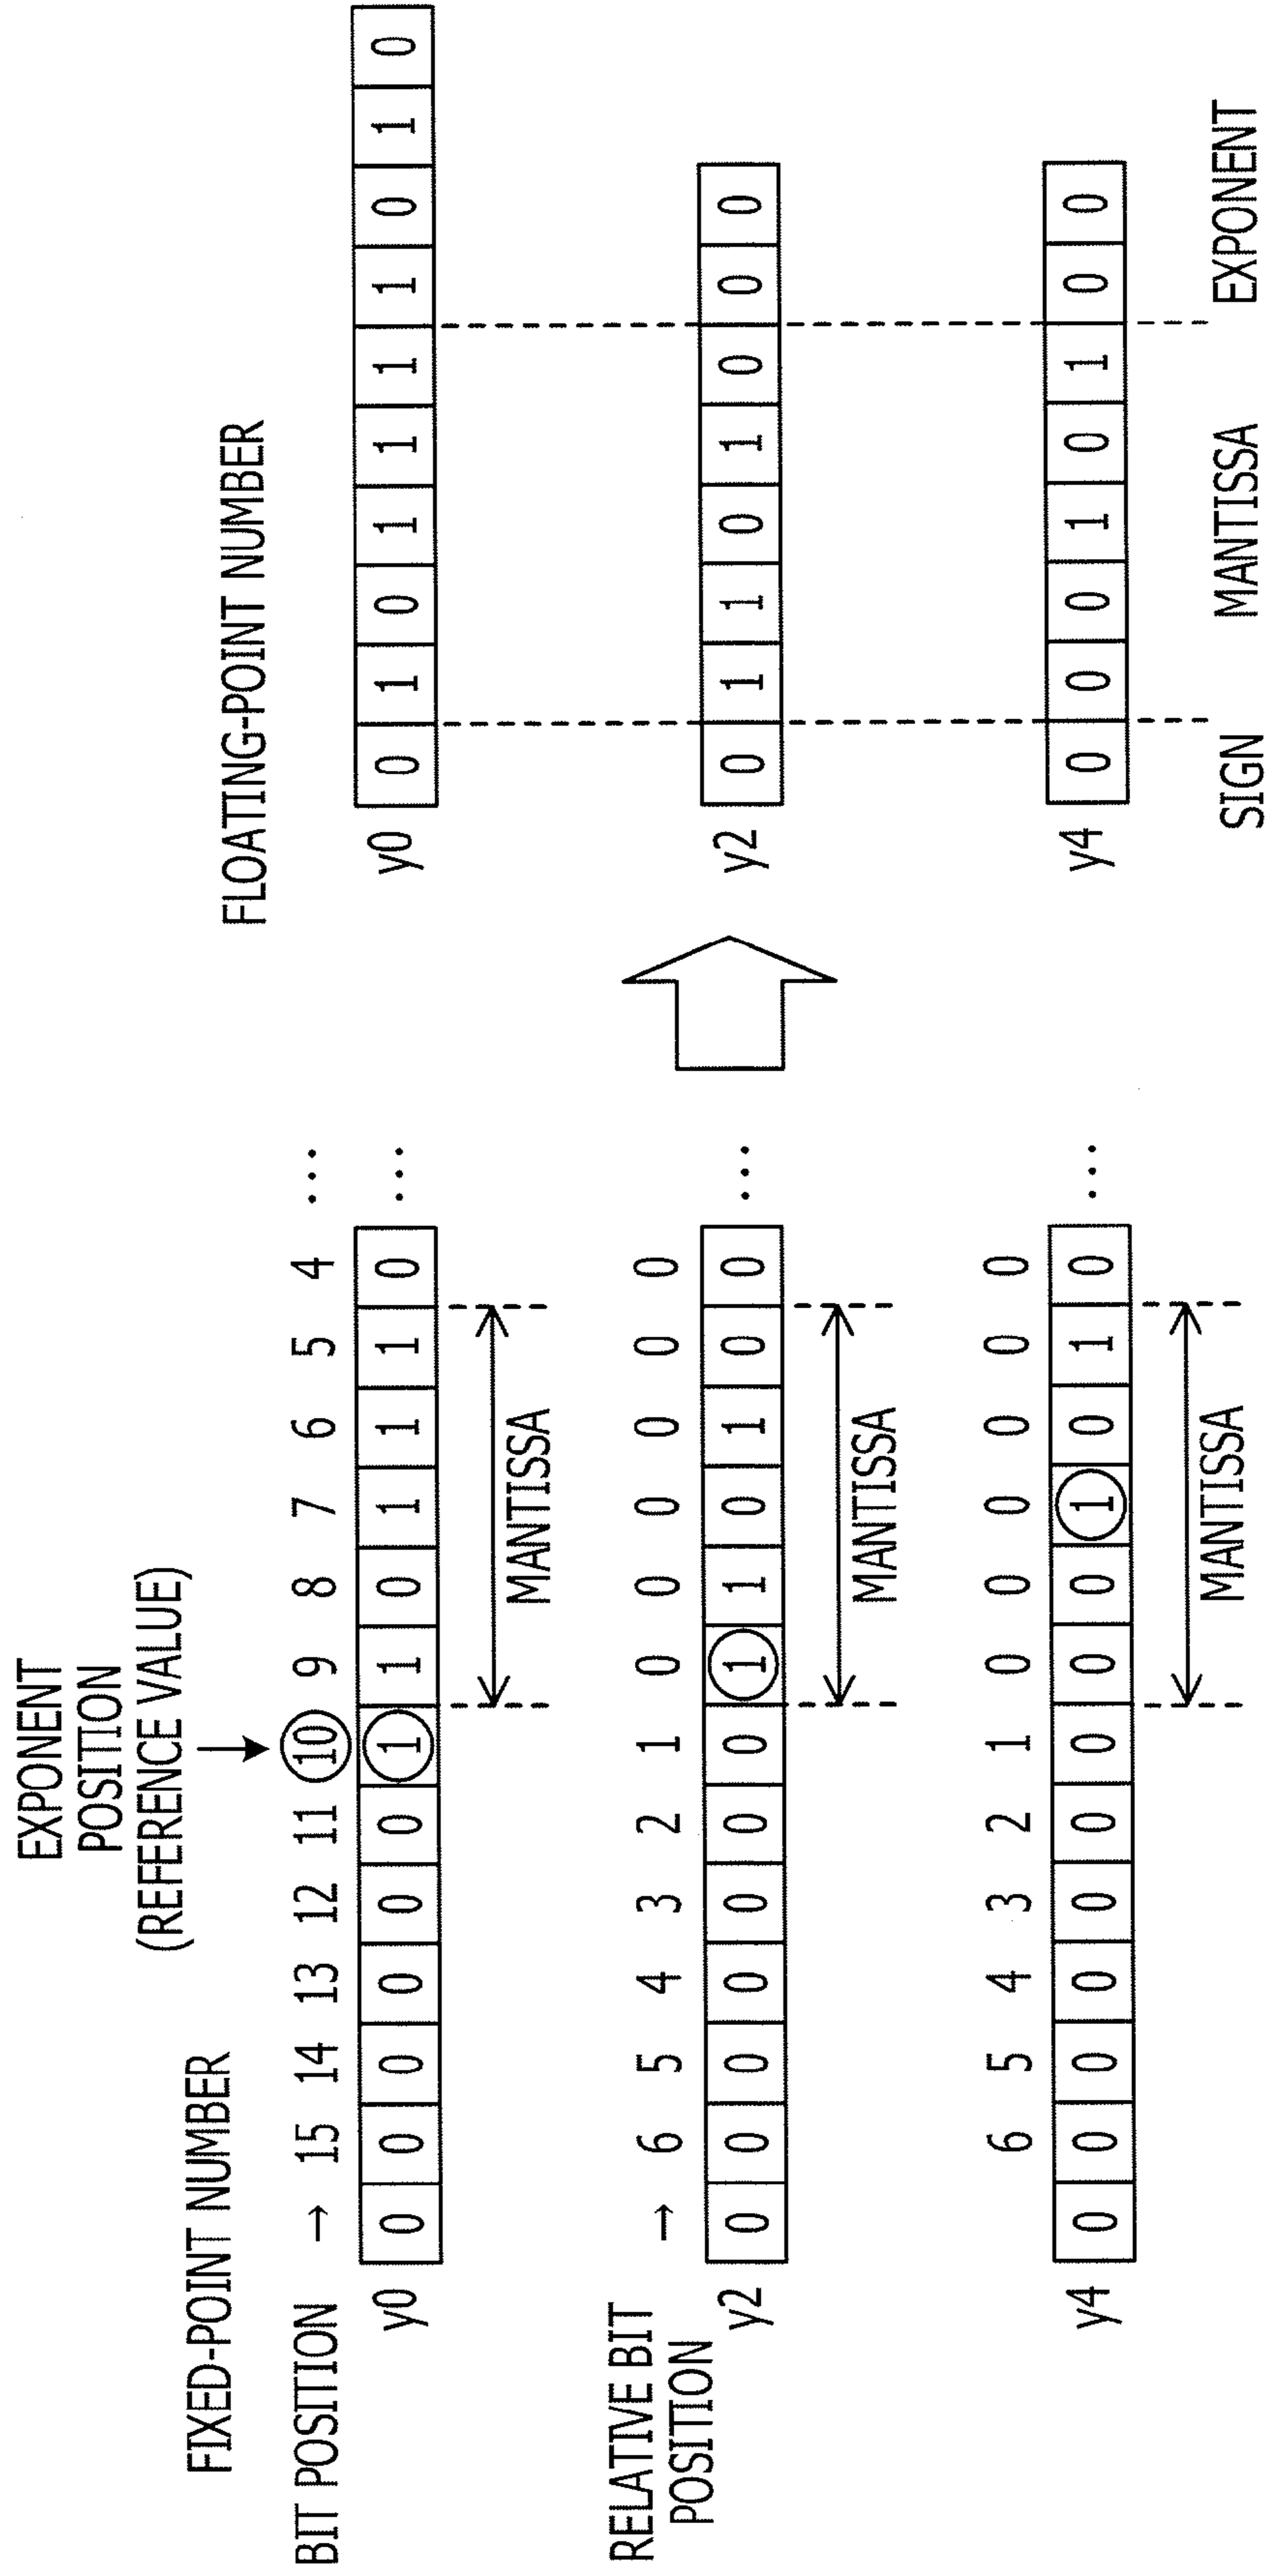 FIXED-POINT NUMBER
EXPONENT
POSITION
(REFERENCE VALUE)
BIT POSITION → 15 14 13 12 11 10 9 8 7 6 5 4 ...
y0 0 0 0 0 0 0 1 1 0 1 1 1 0 ...
MANTISSA
RELATIVE BIT
POSITION
→ 6 5 4 3 2 1 0 0 0 0 0 0
y2 0 0 0 0 0 0 0 1 1 0 1 0 0 ...
MANTISSA
6 5 4 3 2 1 0 0 0 0 0 0
y4 0 0 0 0 0 0 0 0 0 1 0 1 0 ...
MANTISSA
FLOATING-POINT NUMBER
y0 0 1 0 1 1 1 1 0 1 0
y2 0 1 1 0 1 0 0 0
y4 0 0 0 1 0 1 0 0
SIGN MANTISSA EXPONENT